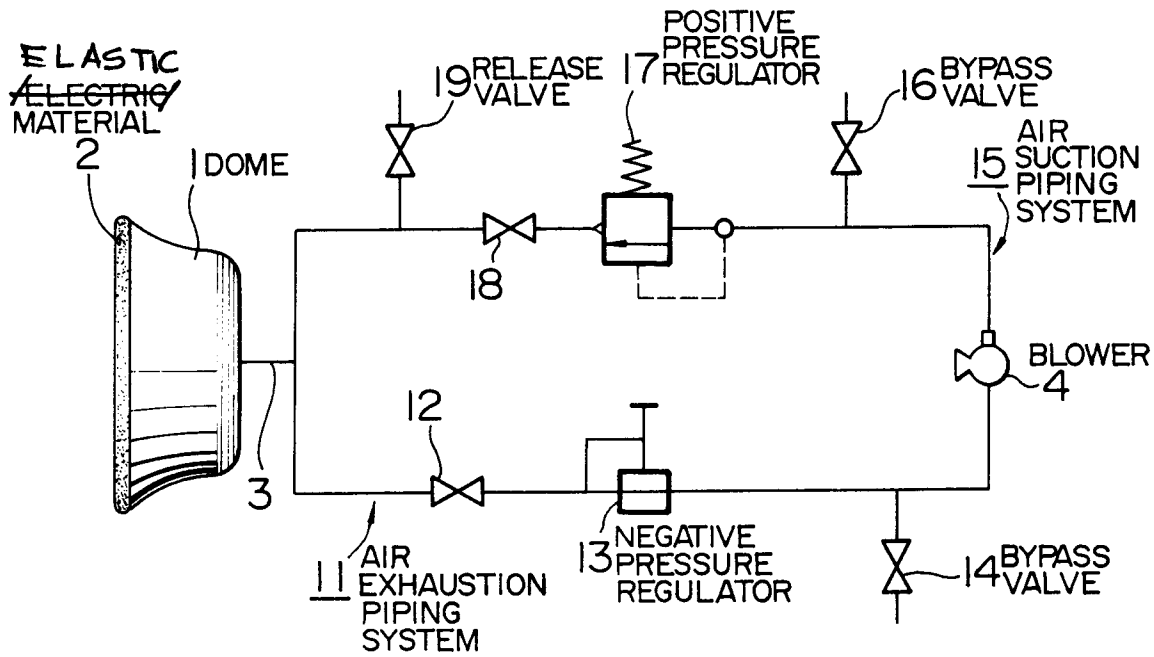 ELASTIC
ELECTRIC
MATERIAL
2
1 DOME
19 RELEASE
VALVE
17
POSITIVE
PRESSURE
REGULATOR
16 BYPASS
VALVE
15
AIR
SUCTION
PIPING
SYSTEM
18
BLOWER
4
12
3
11
AIR
EXHAUSTION
PIPING
SYSTEM
13
NEGATIVE
PRESSURE
REGULATOR
14 BYPASS
VALVE